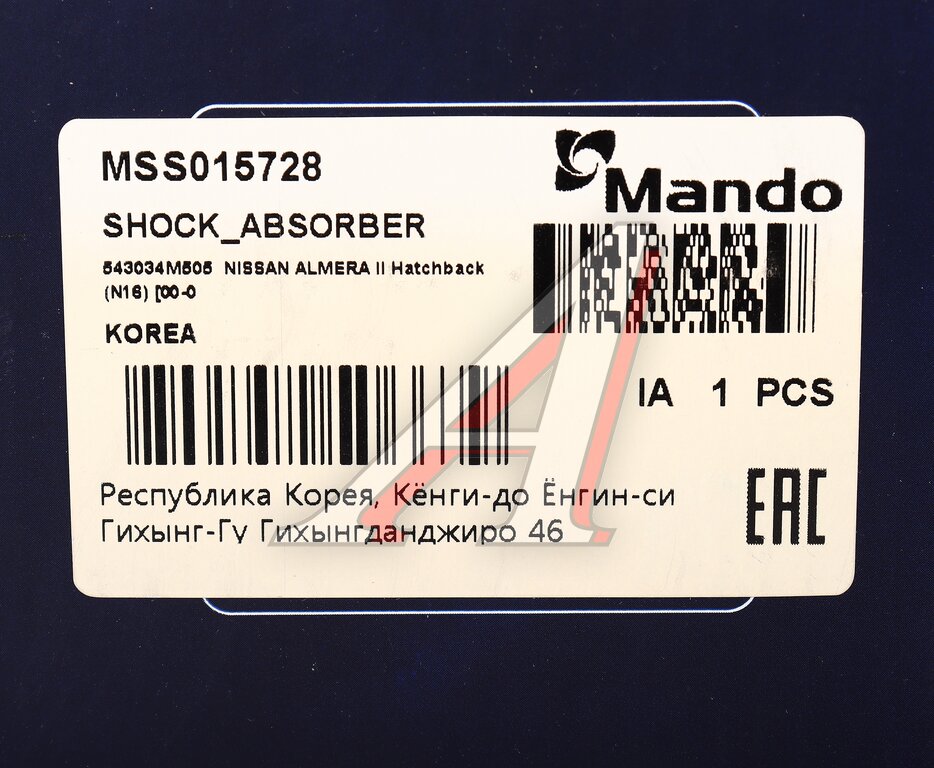 MSS015728
Mando
SHOCK_ABSORBER
543034M505 NISSAN ALMERA II Hatchback
(N16) [00-0
KOREA
IA 1 PCS
Республика Корея, Кёнги-до Ёнгин-си
Гихынг-Гу Гихынгданджиро 46
EAC